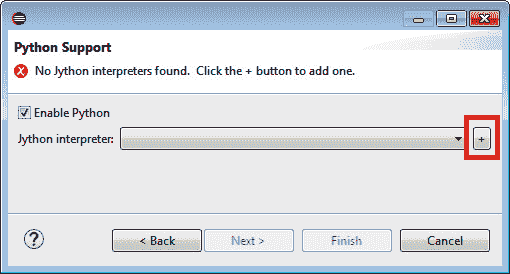 Python Support
No Jython interpreters found. Click the + button to add one.
Enable Python
Jython interpreter: +
? < Back Next > Finish Cancel